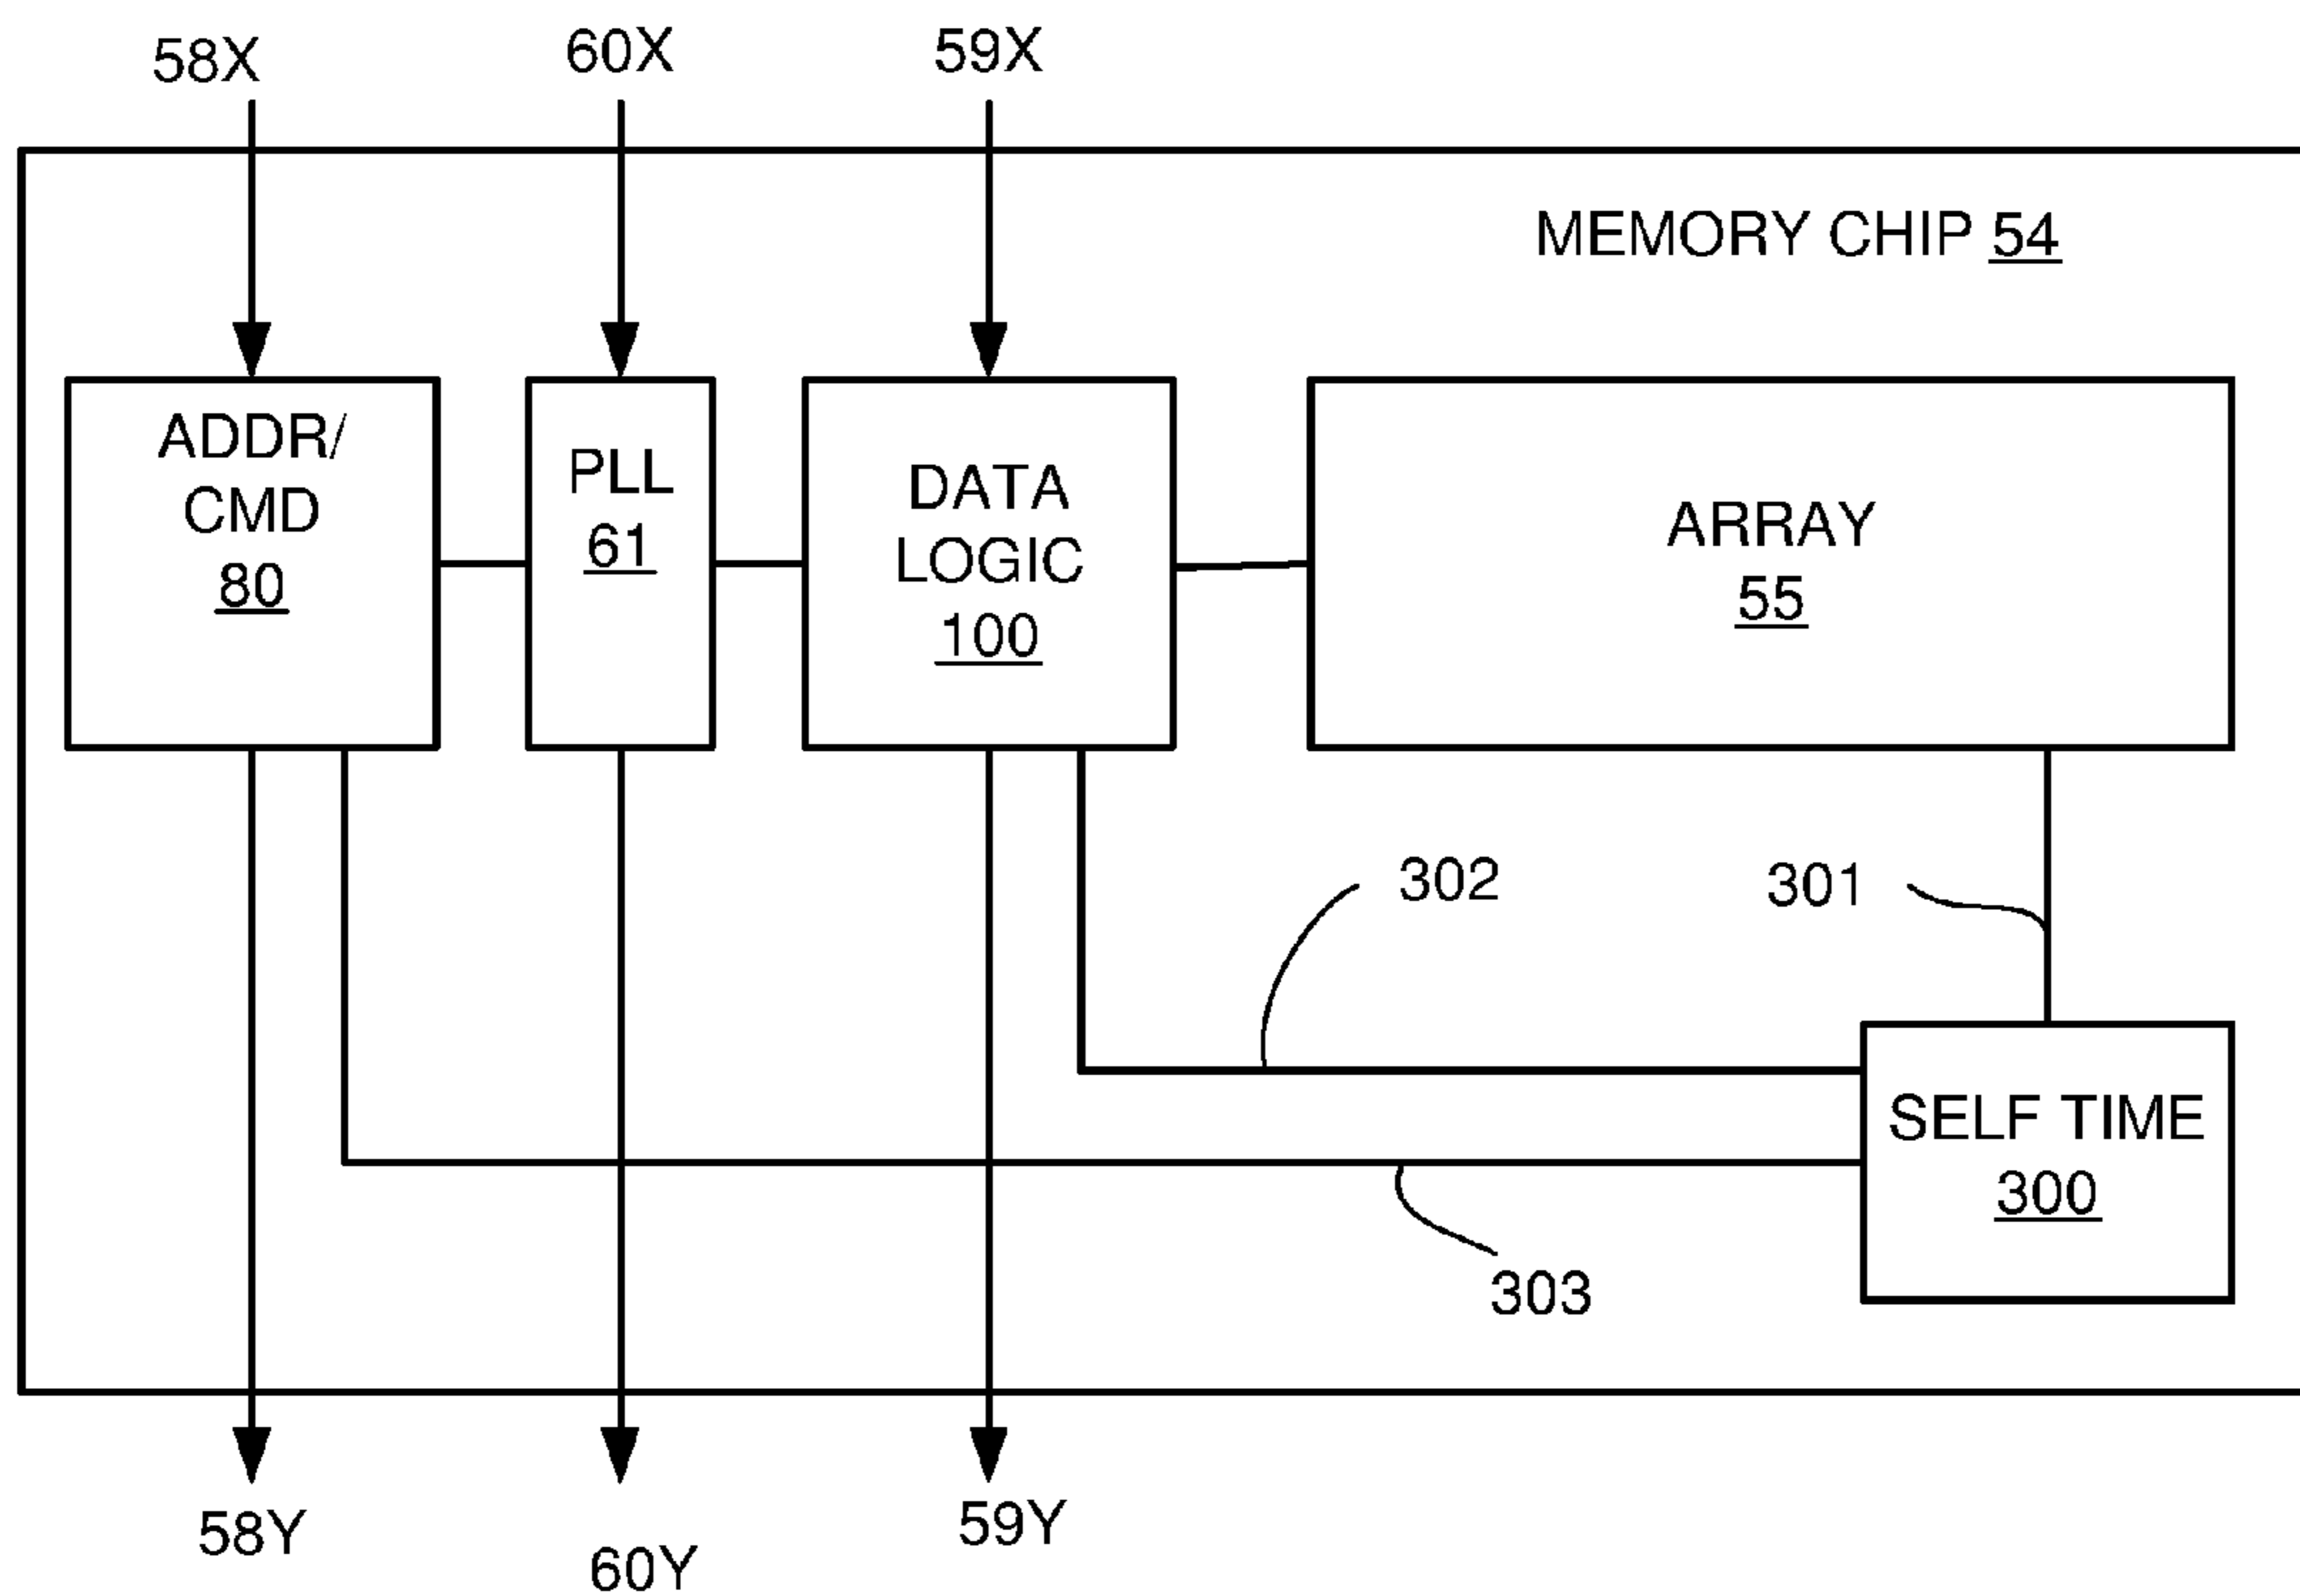 58X
60X
59X
MEMORY CHIP 54
ADDR/
CMD
80
PLL
61
DATA
LOGIC
100
ARRAY
55
302
301
SELF TIME
300
303
58Y
60Y
59Y